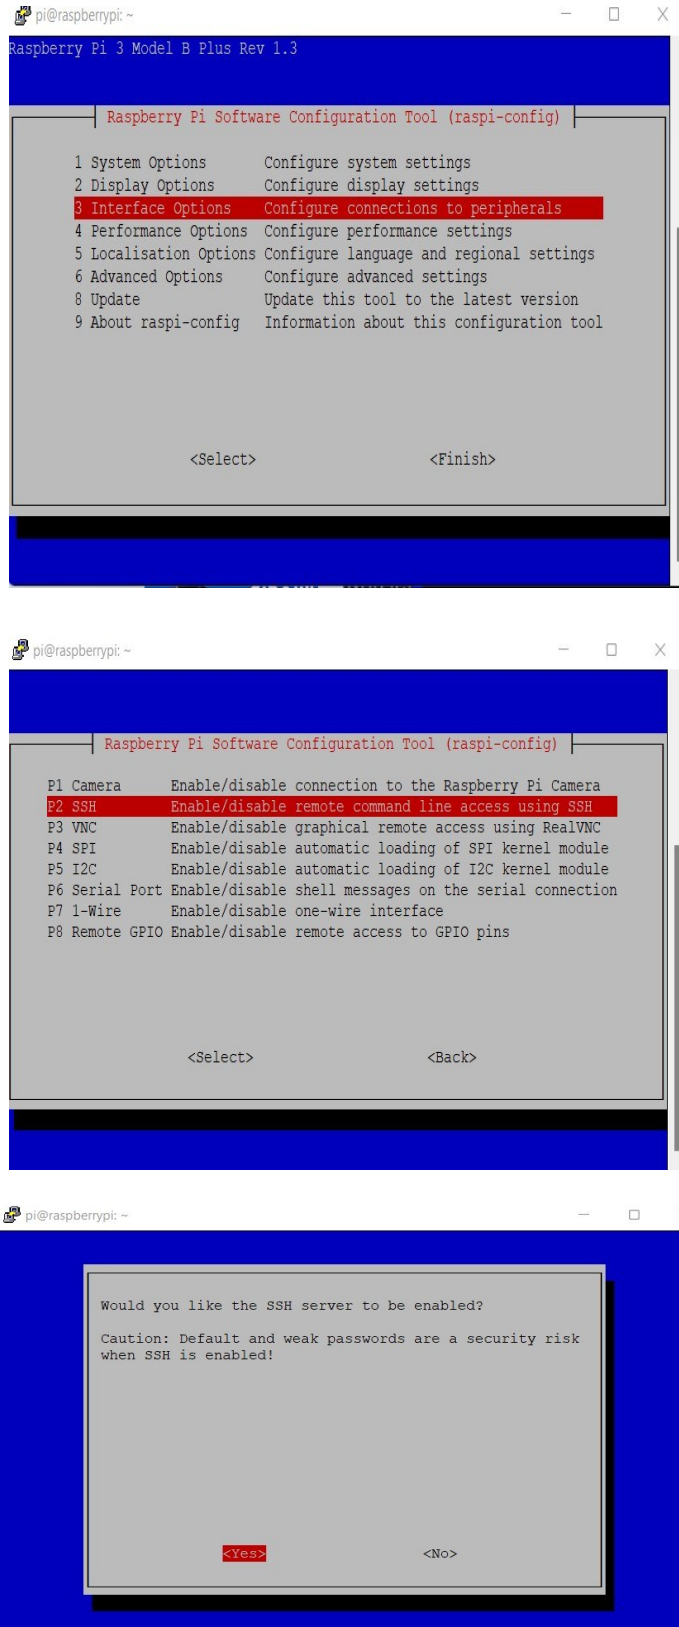 pi@raspberrypi: ~
Raspberry Pi 3 Model B Plus Rev 1.3
Raspberry Pi Software Configuration Tool (raspi-config)
1 System Options Configure system settings
2 Display Options Configure display settings
3 Interface Options Configure connections to peripherals
4 Performance Options Configure performance settings
5 Localisation Options Configure language and regional settings
6 Advanced Options Configure advanced settings
8 Update Update this tool to the latest version
9 About raspi-config Information about this configuration tool
<Select> <Finish>
pi@raspberrypi: ~
Raspberry Pi Software Configuration Tool (raspi-config)
P1 Camera Enable/disable connection to the Raspberry Pi Camera
P2 SSH Enable/disable remote command line access using SSH
P3 VNC Enable/disable graphical remote access using RealVNC
P4 SPI Enable/disable automatic loading of SPI kernel module
P5 I2C Enable/disable automatic loading of I2C kernel module
P6 Serial Port Enable/disable shell messages on the serial connection
P7 1-Wire Enable/disable one-wire interface
P8 Remote GPIO Enable/disable remote access to GPIO pins
<Select> <Back>
pi@raspberrypi: ~
Would you like the SSH server to be enabled?
Caution: Default and weak passwords are a security risk
when SSH is enabled!
<Yes> <No>